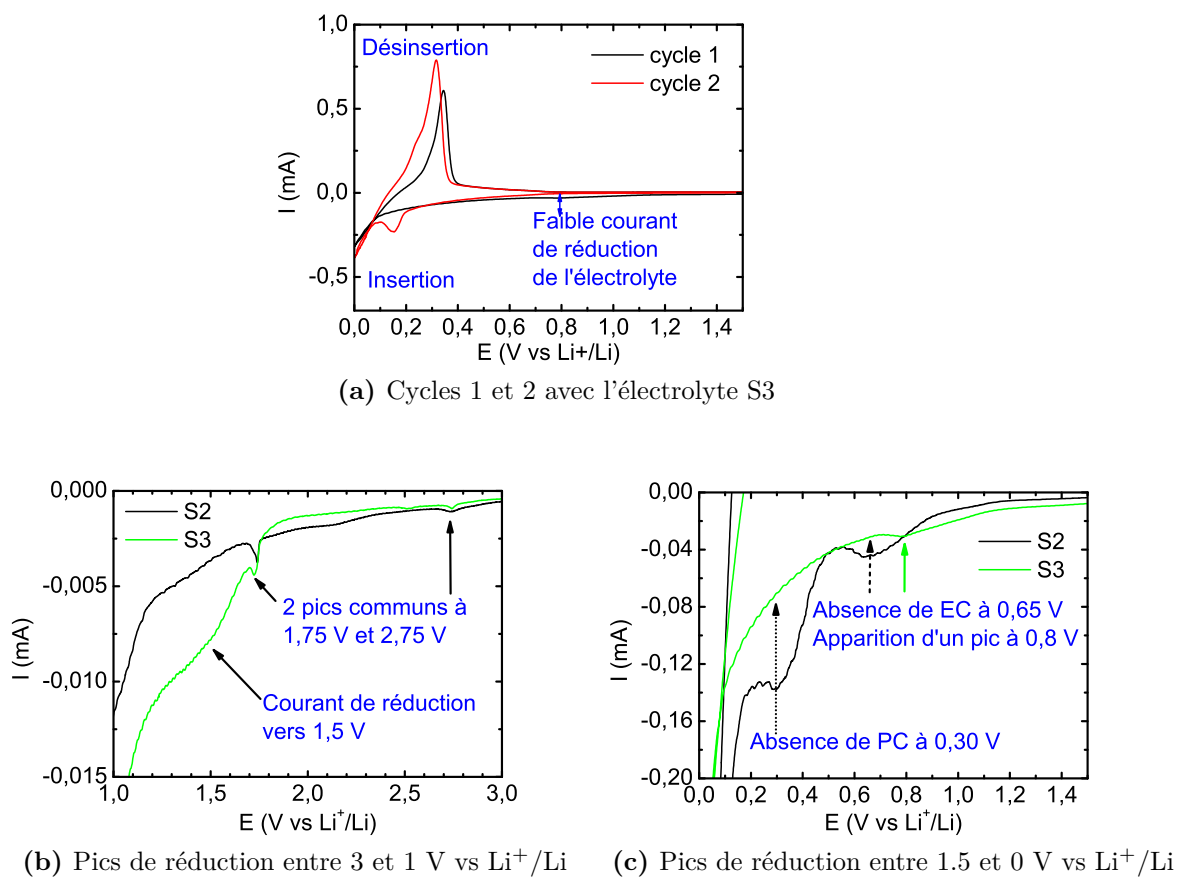 1,0
Désinsertion
cycle 1
cycle 2
0,5
I (mA)
0,0
Faible courant
de réduction
de l'électrolyte
-0,5
Insertion
0,0 0,2 0,4 0,6 0,8 1,0 1,2 1,4
E (V vs Li+/Li)
(a) Cycles 1 et 2 avec l'électrolyte S3
0,000
S2
S3
-0,005
2 pics communs à
1,75 V et 2,75 V
I (mA)
-0,010
Courant de réduction
vers 1,5 V
-0,015
1,0 1,5 2,0 2,5 3,0
E (V vs Li+/Li)
(b) Pics de réduction entre 3 et 1 V vs Li+/Li
0,00
S2
S3
-0,04
-0,08
Absence de EC à 0,65 V
Apparition d'un pic à 0,8 V
I (mA)
-0,12
-0,16
Absence de PC à 0,30 V
-0,20
0,0 0,2 0,4 0,6 0,8 1,0 1,2 1,4
E (V vs Li+/Li)
(c) Pics de réduction entre 1.5 et 0 V vs Li+/Li